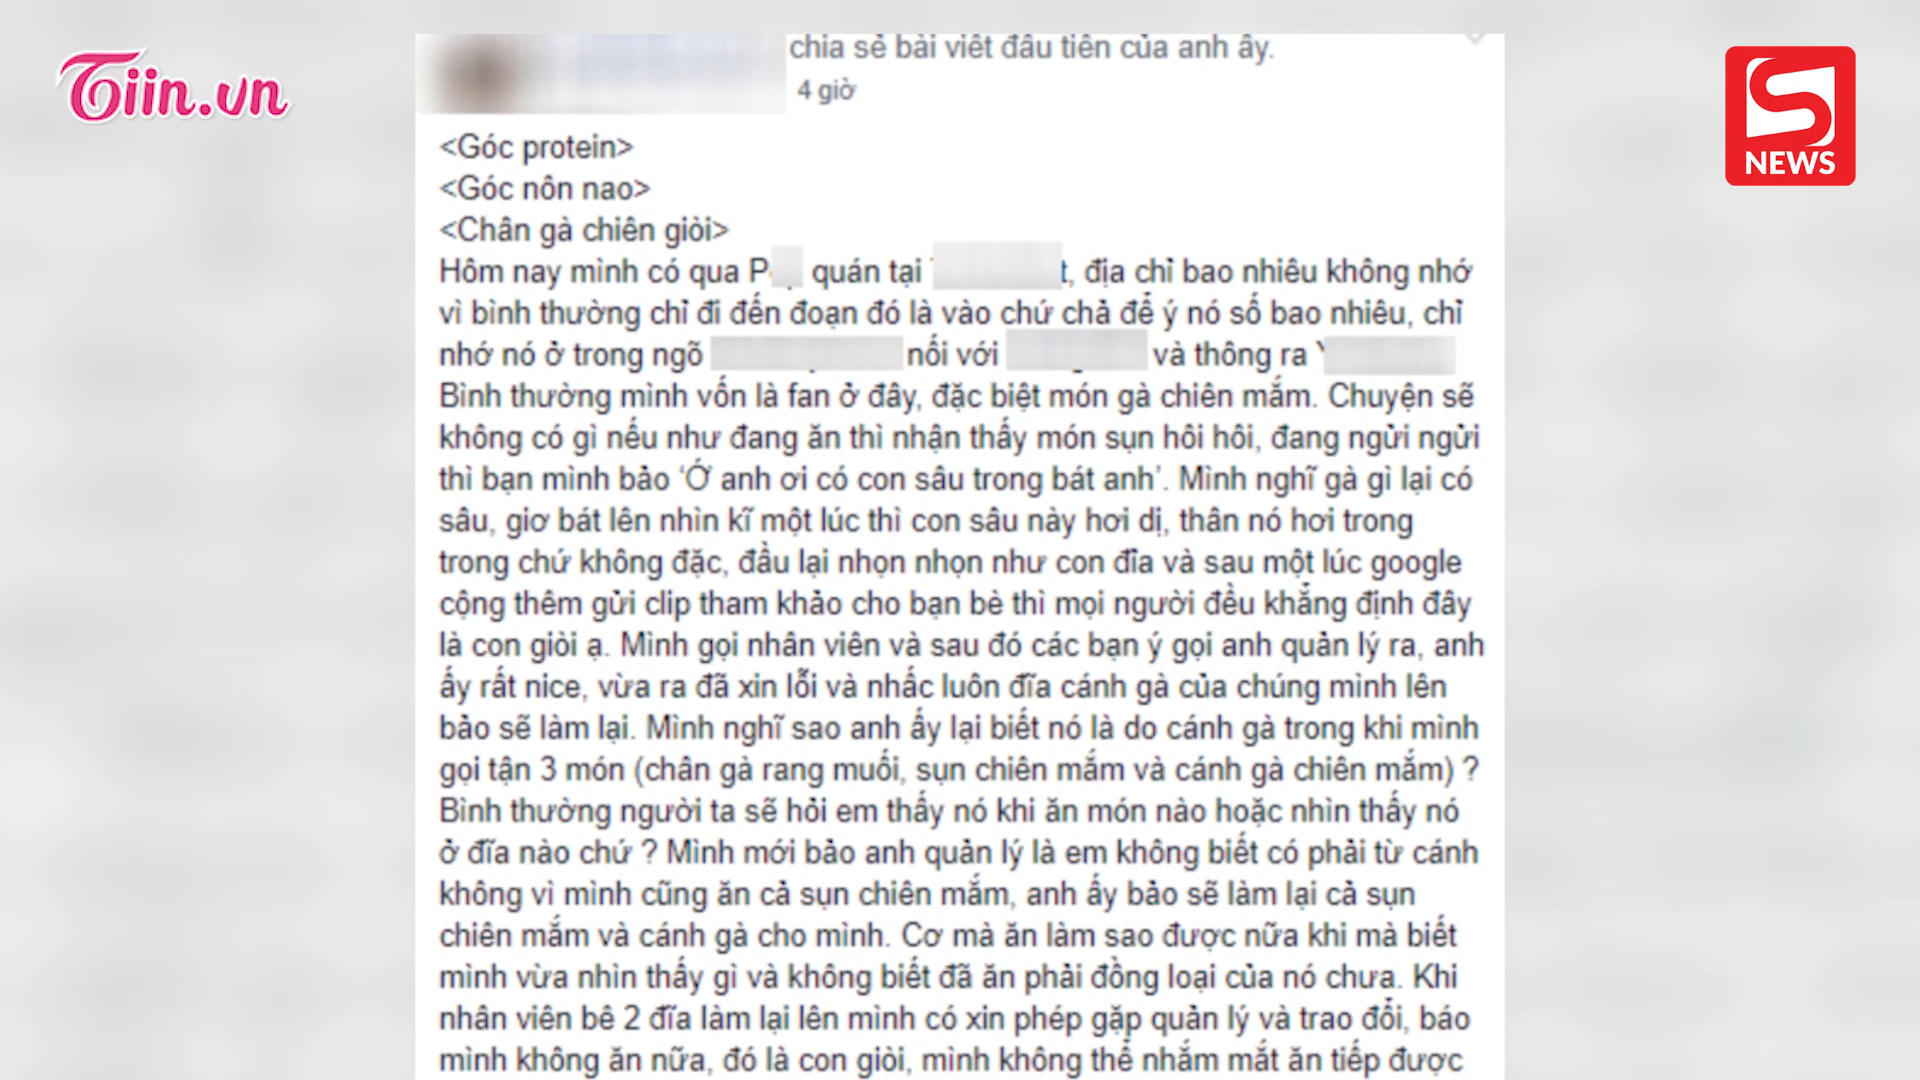 Tiin.vn
chia sẻ bài viết đầu tiên của anh ấy.
S NEWS
4 giờ
<Góc protein>
<Góc nôn nao>
<Chân gà chiên giòi>
Hôm nay mình có qua quán tại địa chỉ bao nhiêu không nhớ
vì bình thường chỉ đi đến đoạn đó là vào chứ chả để ý nó số bao nhiêu, chỉ
nhớ nó ở trong ngõ nối với và thông ra
Bình thường mình vốn là fan ở đây, đặc biệt món gà chiên mắm. Chuyện sẽ
không có gì nếu như đang ăn thì nhận thấy món sụn hôi hôi, đang ngửi ngửi
thì bạn mình bảo ‘Ớ anh ơi có con sâu trong bát anh’. Mình nghĩ gà gì lại có
sâu, giơ bát lên nhìn kĩ một lúc thì con sâu này hơi dị, thân nó hơi trong
trong chứ không đặc, đầu lại nhọn nhọn như con đỉa và sau một lúc google
cộng thêm gửi clip tham khảo cho bạn bè thì mọi người đều khẳng định đây
là con giòi ạ. Mình gọi nhân viên và sau đó các bạn ý gọi anh quản lý ra, anh
ấy rất nice, vừa ra đã xin lỗi và nhấc luôn đĩa cánh gà của chúng mình lên
bảo sẽ làm lại. Mình nghĩ sao anh ấy lại biết nó là do cánh gà trong khi mình
gọi tận 3 món (chân gà rang muối, sụn chiên mắm và cánh gà chiên mắm) ?
Bình thường người ta sẽ hỏi em thấy nó khi ăn món nào hoặc nhìn thấy nó
ở đĩa nào chứ ? Mình mới bảo anh quản lý là em không biết có phải từ cánh
không vì mình cũng ăn cả sụn chiên mắm, anh ấy bảo sẽ làm lại cả sụn
chiên mắm và cánh gà cho mình. Cơ mà ăn làm sao được nữa khi mà biết
mình vừa nhìn thấy gì và không biết đã ăn phải đồng loại của nó chưa. Khi
nhân viên bê 2 đĩa làm lại lên mình có xin phép gặp quản lý và trao đổi, báo
mình không ăn nữa, đó là con giòi, mình không thể nhắm mắt ăn tiếp được